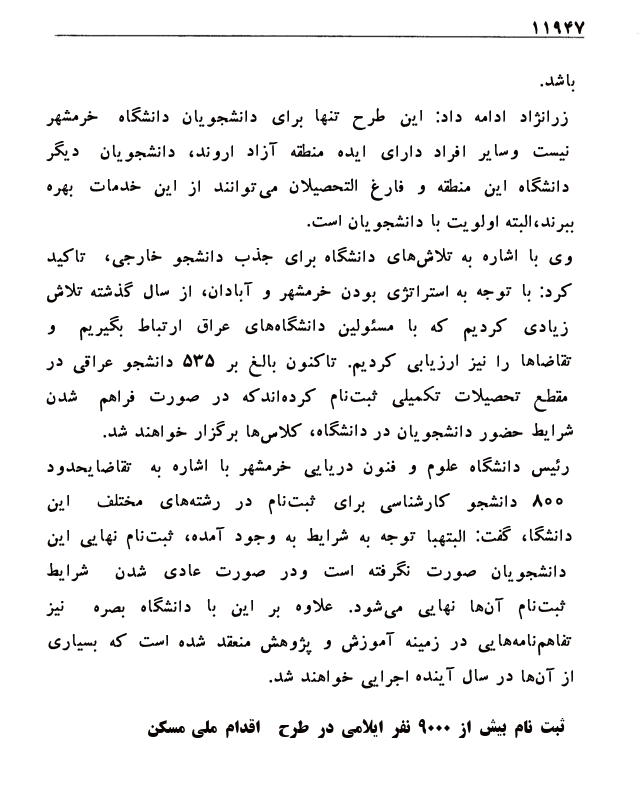 ۱۱۹۴۷
باشد.
زرانژاد ادامه داد: این طرح تنها برای دانشجویان دانشگاه خرمشهر
نیست وسایر افراد دارای ایده منطقه آزاد اروند، دانشجویان دیگر
دانشگاه این منطقه و فارغ التحصیلان می‌توانند از این خدمات بهره
ببرند،البته اولویت با دانشجویان است.
وی با اشاره به تلاش‌های دانشگاه برای جذب دانشجو خارجی، تاکید
کرد: با توجه به استراتژی بودن خرمشهر و آبادان، از سال گذشته تلاش
زیادی کردیم که با مسئولین دانشگاه‌های عراق ارتباط بگیریم و
تقاضاها را نیز ارزیابی کردیم. تاکنون بالغ بر ۵۳۵ دانشجو عراقی در
مقطع تحصیلات تکمیلی ثبت‌نام کرده‌اندکه در صورت فراهم شدن
شرایط حضور دانشجویان در دانشگاه، کلاس‌ها برگزار خواهند شد.
رئیس دانشگاه علوم و فنون دریایی خرمشهر با اشاره به تقاضایحدود
۸۰۰ دانشجو کارشناسی برای ثبت‌نام در رشته‌های مختلف این
دانشگا، گفت: البتهبا توجه به شرایط به وجود آمده، ثبت‌نام نهایی این
دانشجویان صورت نگرفته است ودر صورت عادی شدن شرایط
ثبت‌نام آن‌ها نهایی می‌شود. علاوه بر این با دانشگاه بصره نیز
تفاهم‌نامه‌هایی در زمینه آموزش و پژوهش منعقد شده است که بسیاری
از آن‌ها در سال آینده اجرایی خواهند شد.
ثبت نام بیش از ۹۰۰۰ نفر ایلامی در طرح اقدام ملی مسکن